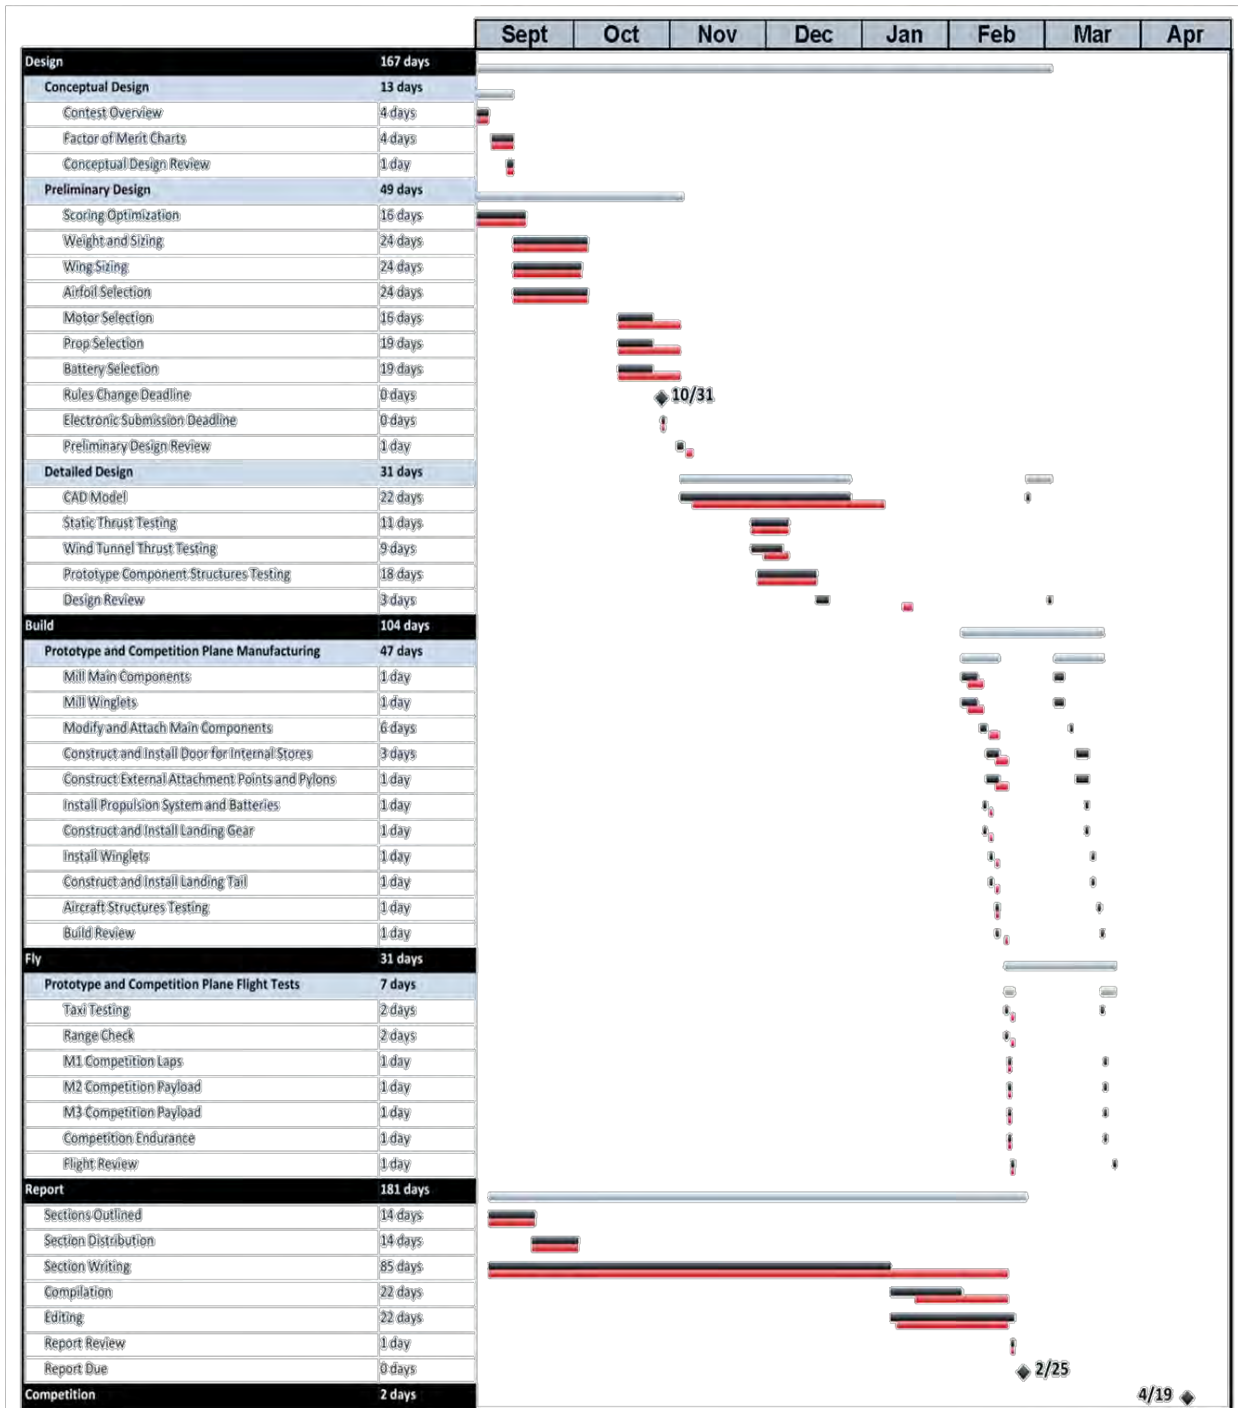 Sept Oct Nov Dec Jan Feb Mar Apr
Design 167 days
Conceptual Design 13 days
Contest Overview 4 days
Factor of Merit Charts 4 days
Conceptual Design Review 1 day
Preliminary Design 49 days
Scoring Optimization 16 days
Weight and Sizing 24 days
Wing Sizing 24 days
Airfoil Selection 24 days
Motor Selection 16 days
Prop Selection 19 days
Battery Selection 19 days
Rules Change Deadline 0 days 10/31
Electronic Submission Deadline 0 days
Preliminary Design Review 1 day
Detailed Design 31 days
CAD Model 22 days
Static Thrust Testing 11 days
Wind Tunnel Thrust Testing 9 days
Prototype Component Structures Testing 18 days
Design Review 3 days
Build 104 days
Prototype and Competition Plane Manufacturing 47 days
Mill Main Components 1 day
Mill Winglets 1 day
Modify and Attach Main Components 6 days
Construct and Install Door for Internal Stores 3 days
Construct External Attachment Points and Pylons 1 day
Install Propulsion System and Batteries 1 day
Construct and Install Landing Gear 1 day
Install Winglets 1 day
Construct and Install Landing Tail 1 day
Aircraft Structures Testing 1 day
Build Review 1 day
Fly 31 days
Prototype and Competition Plane Flight Tests 7 days
Taxi Testing 2 days
Range Check 2 days
M1 Competition Laps 1 day
M2 Competition Payload 1 day
M3 Competition Payload 1 day
Competition Endurance 1 day
Flight Review 1 day
Report 181 days
Sections Outlined 14 days
Section Distribution 14 days
Section Writing 85 days
Compilation 22 days
Editing 22 days
Report Review 1 day
Report Due 0 days 2/25
Competition 2 days 4/19